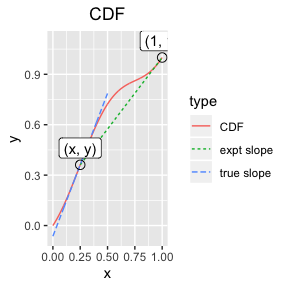 CDF
(1,
(x, y)
y
0.9
0.6
0.3
0.0
0.00 0.25 0.50 0.75 1.00
x
type
CDF
expt slope
true slope